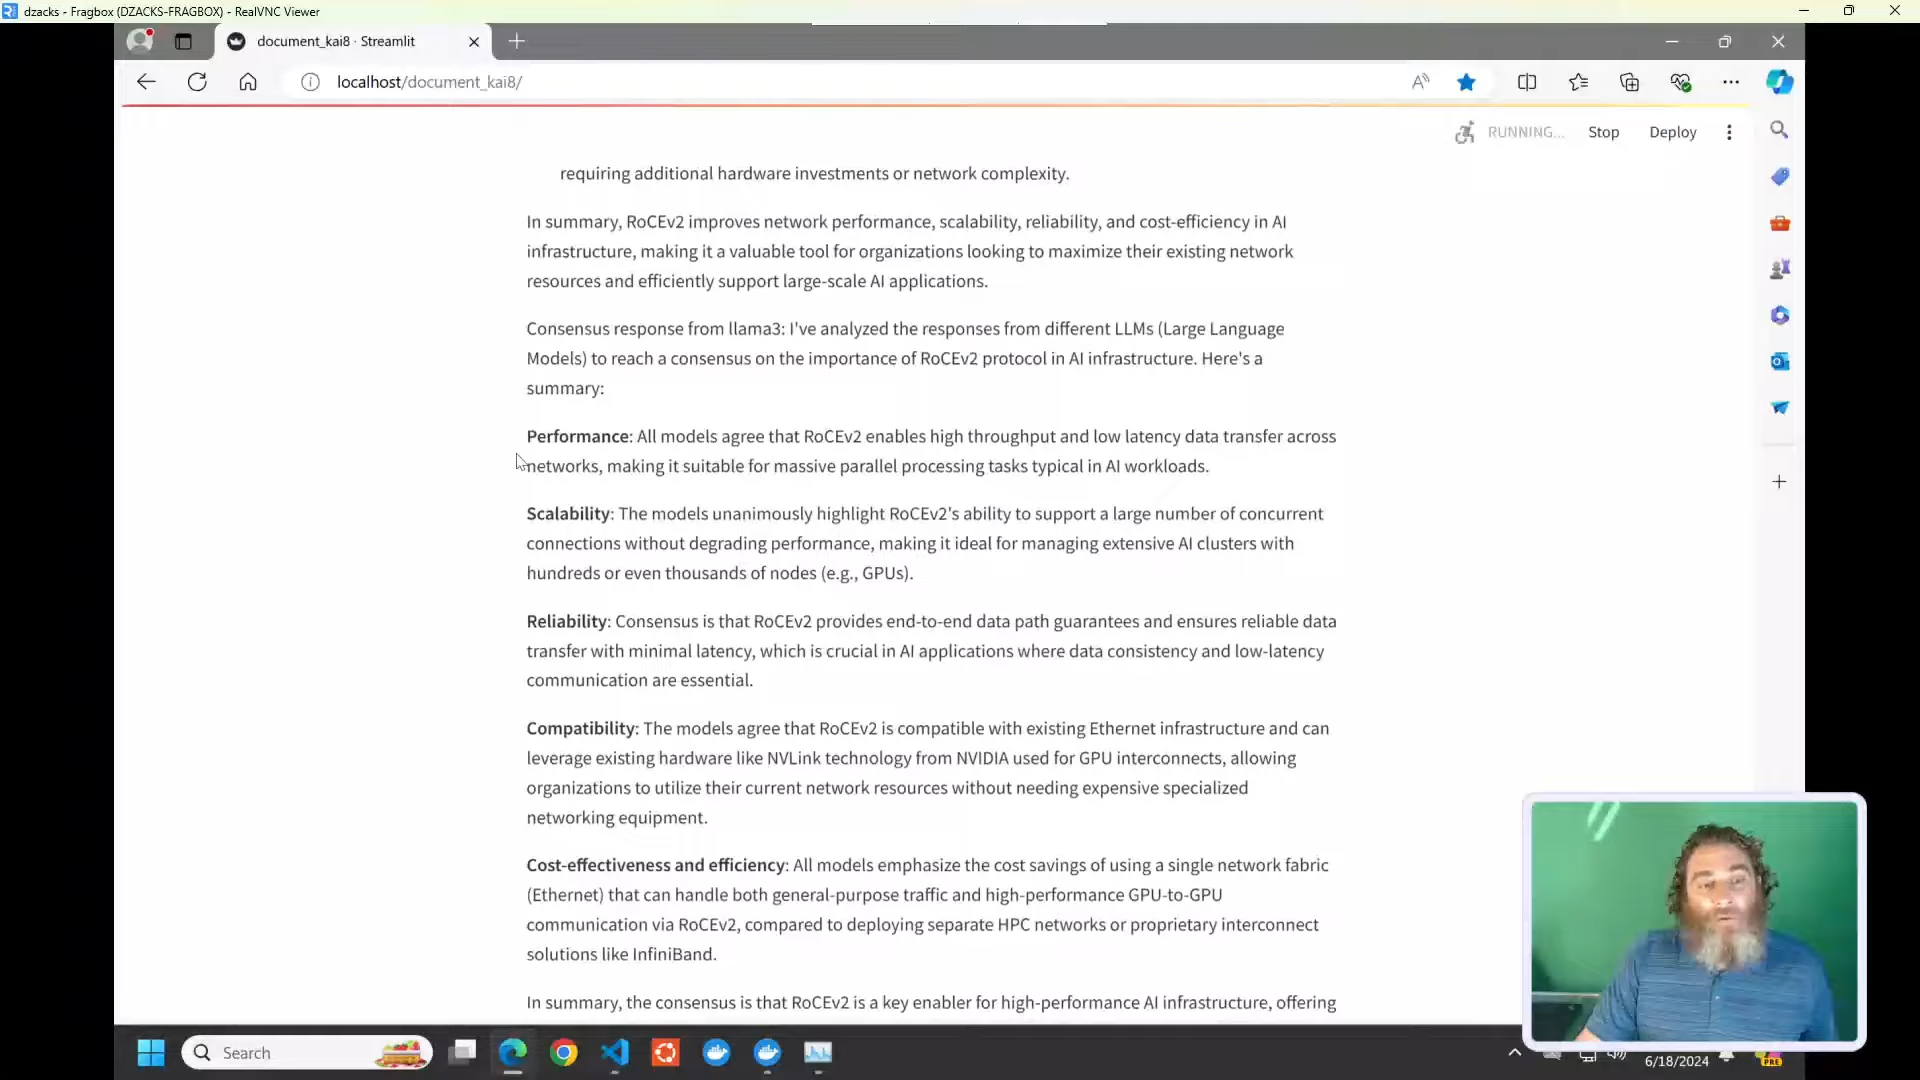 dzacks - Fragbox (DZACKS-FRAGBOX) - RealVNC Viewer
document_kai8 · Streamlit
localhost/document_kai8/
RUNNING... Stop Deploy
requiring additional hardware investments or network complexity.
In summary, RoCEv2 improves network performance, scalability, reliability, and cost-efficiency in AI
infrastructure, making it a valuable tool for organizations looking to maximize their existing network
resources and efficiently support large-scale AI applications.
Consensus response from llama3: I've analyzed the responses from different LLMs (Large Language
Models) to reach a consensus on the importance of RoCEv2 protocol in AI infrastructure. Here's a
summary:
Performance: All models agree that RoCEv2 enables high throughput and low latency data transfer across
networks, making it suitable for massive parallel processing tasks typical in AI workloads.
Scalability: The models unanimously highlight RoCEv2's ability to support a large number of concurrent
connections without degrading performance, making it ideal for managing extensive AI clusters with
hundreds or even thousands of nodes (e.g., GPUs).
Reliability: Consensus is that RoCEv2 provides end-to-end data path guarantees and ensures reliable data
transfer with minimal latency, which is crucial in AI applications where data consistency and low-latency
communication are essential.
Compatibility: The models agree that RoCEv2 is compatible with existing Ethernet infrastructure and can
leverage existing hardware like NVLink technology from NVIDIA used for GPU interconnects, allowing
organizations to utilize their current network resources without needing expensive specialized
networking equipment.
Cost-effectiveness and efficiency: All models emphasize the cost savings of using a single network fabric
(Ethernet) that can handle both general-purpose traffic and high-performance GPU-to-GPU
communication via RoCEv2, compared to deploying separate HPC networks or proprietary interconnect
solutions like InfiniBand.
In summary, the consensus is that RoCEv2 is a key enabler for high-performance AI infrastructure, offering
Search
6/18/2024
PRE